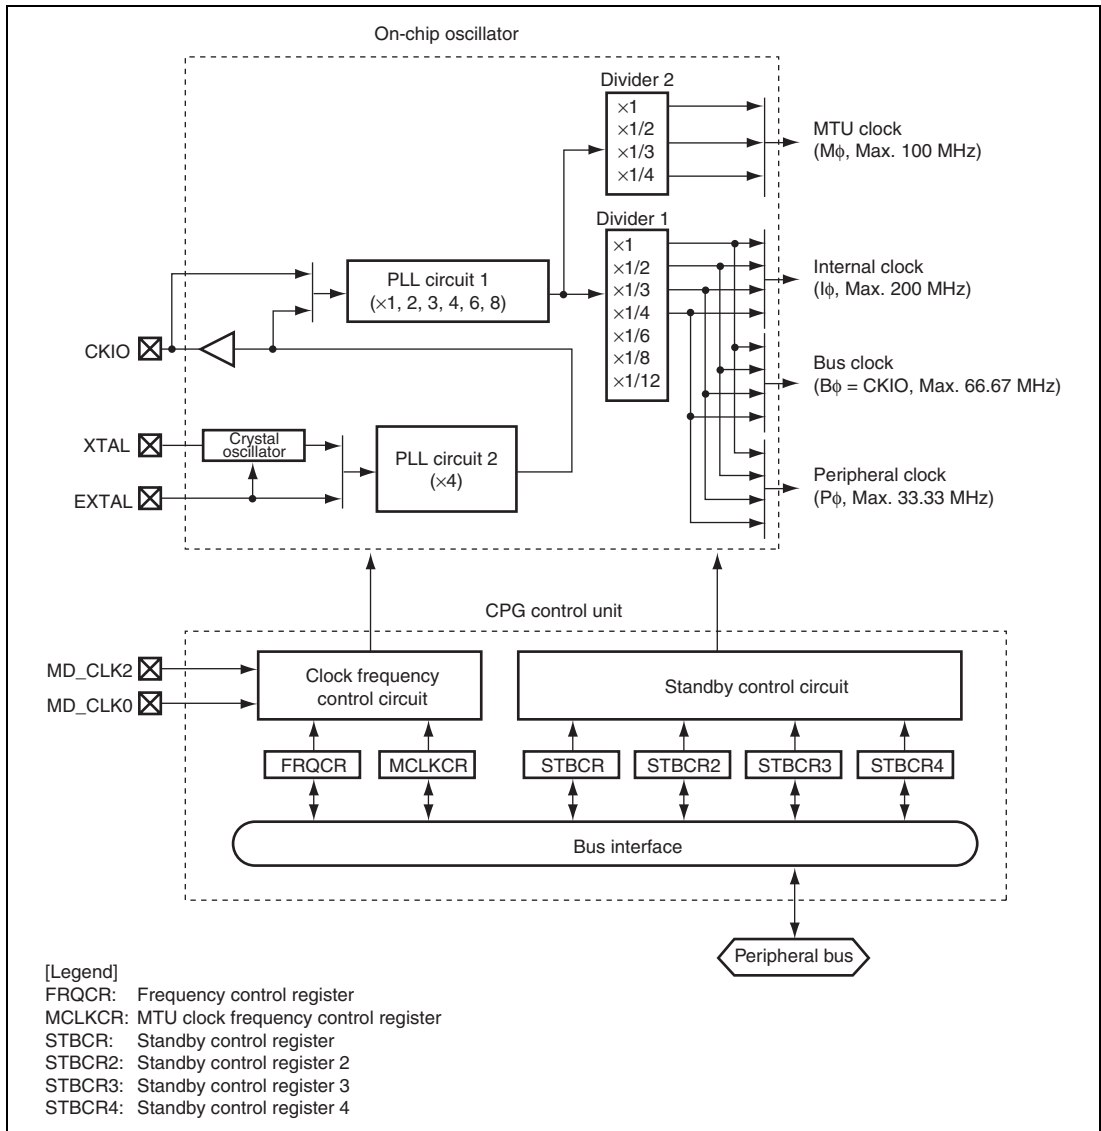 On-chip oscillator
Divider 2
×1
×1/2
×1/3
×1/4
MTU clock
(Mϕ, Max. 100 MHz)
Divider 1
×1
×1/2
×1/3
×1/4
×1/6
×1/8
×1/12
Internal clock
(Iϕ, Max. 200 MHz)
PLL circuit 1
(×1, 2, 3, 4, 6, 8)
CKIO
Bus clock
(Bϕ = CKIO, Max. 66.67 MHz)
XTAL
Crystal
oscillator
PLL circuit 2
(×4)
EXTAL
Peripheral clock
(Pϕ, Max. 33.33 MHz)
CPG control unit
MD_CLK2
MD_CLK0
Clock frequency
control circuit
Standby control circuit
FRQCR
MCLKCR
STBCR
STBCR2
STBCR3
STBCR4
Bus interface
Peripheral bus
[Legend]
FRQCR: Frequency control register
MCLKCR: MTU clock frequency control register
STBCR: Standby control register
STBCR2: Standby control register 2
STBCR3: Standby control register 3
STBCR4: Standby control register 4